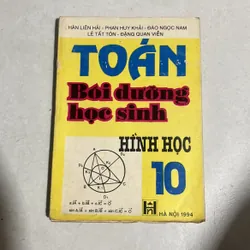 HÀN LIÊN HẢI - PHAN HUY KHẢI - ĐÀO NGỌC NAM
LÊ TẤT TÔN - ĐẶNG QUAN VIỄN
TOÁN
Bồi dưỡng
học sinh
HÌNH HỌC
10
HÀ NỘI 1994